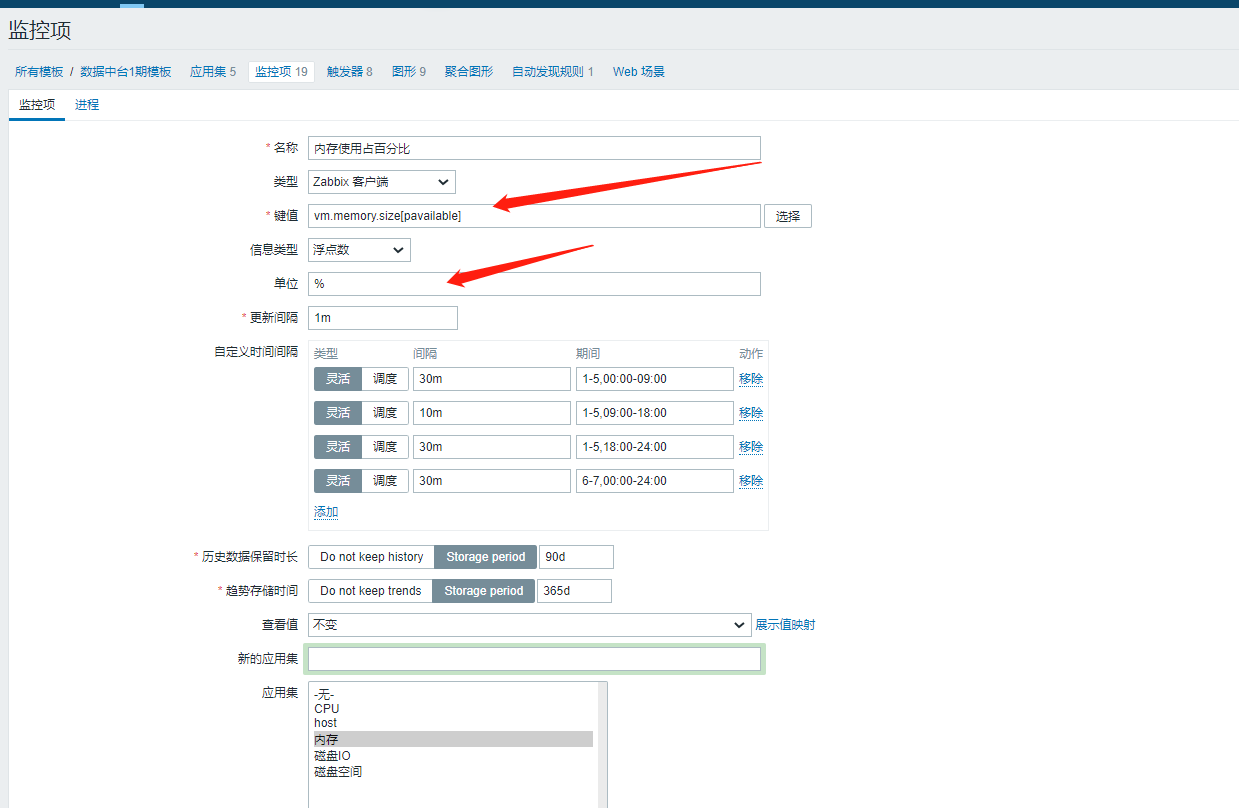 监控项
所有模板 / 数据中台1期模板 应用集 5 监控项 19 触发器 8 图形 9 聚合图形 自动发现规则 1 Web 场景
监控项 进程
* 名称 内存使用占百分比
类型 Zabbix 客户端
* 键值 vm.memory.size[pavailable] 选择
信息类型 浮点数
单位 %
* 更新间隔 1m
自定义时间间隔 类型 间隔 期间 动作
灵活 调度 30m 1-5,00:00-09:00 移除
灵活 调度 10m 1-5,09:00-18:00 移除
灵活 调度 30m 1-5,18:00-24:00 移除
灵活 调度 30m 6-7,00:00-24:00 移除
添加
* 历史数据保留时长 Do not keep history Storage period 90d
* 趋势存储时间 Do not keep trends Storage period 365d
查看值 不变 展示值映射
新的应用集
应用集 -无-
CPU
host
内存
磁盘IO
磁盘空间